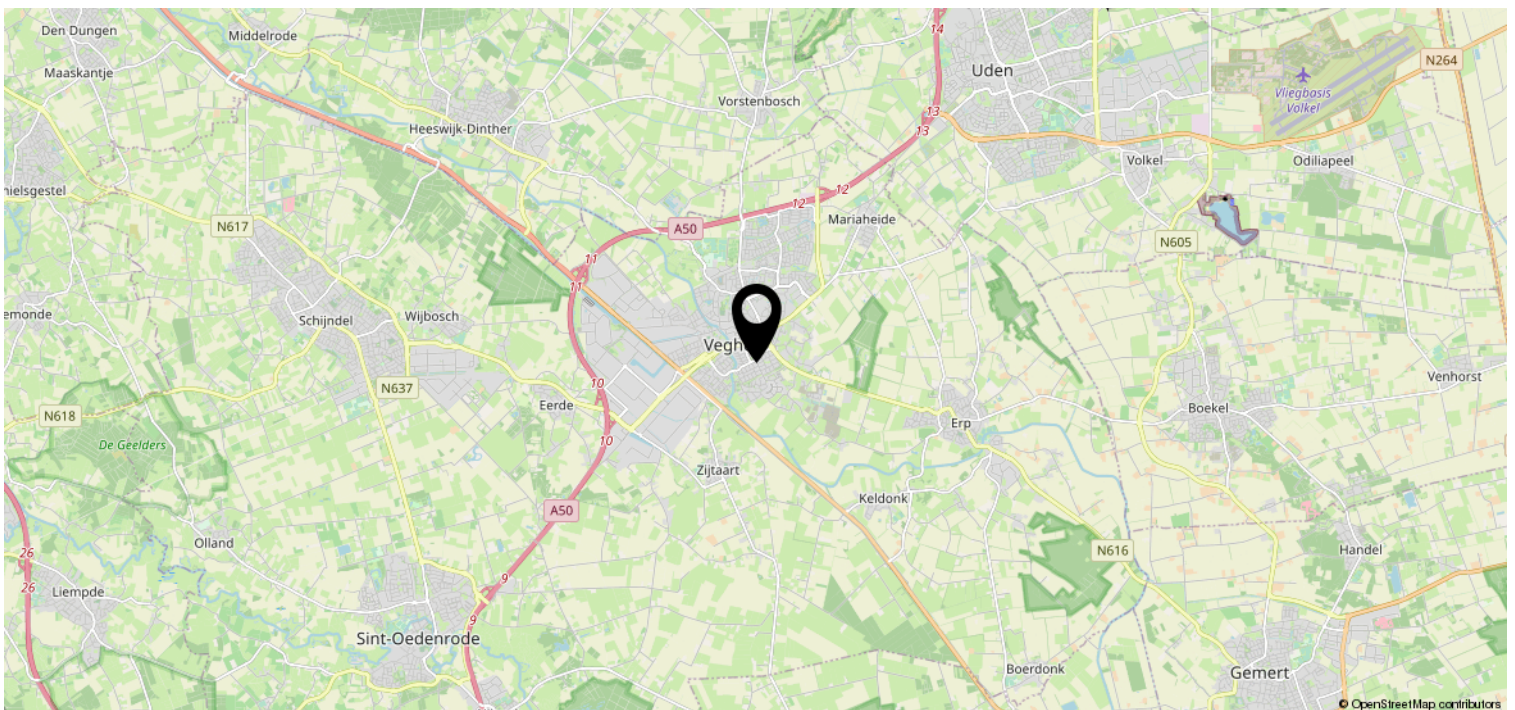 Den Dungen
Middelrode
14
Uden
N264
Maaskantje
Vliegbasis
Volkel
Vorstenbosch
13
Heeswijk-Dinther
13
Volkel
Odiliapeel
nielsgestel
12
12
Mariaheide
N617
A50
N605
11
11
emonde
Schijndel
Wijbosch
Vegh
Venhorst
10
N637
Eerde
Boekel
N618
Erp
De Geelders
10
Zijtaart
Keldonk
A50
Olland
26
N616
Handel
9
26
Liempde
9
Sint-Oedenrode
Boerdonk
Gemert
© OpenStreetMap contributors